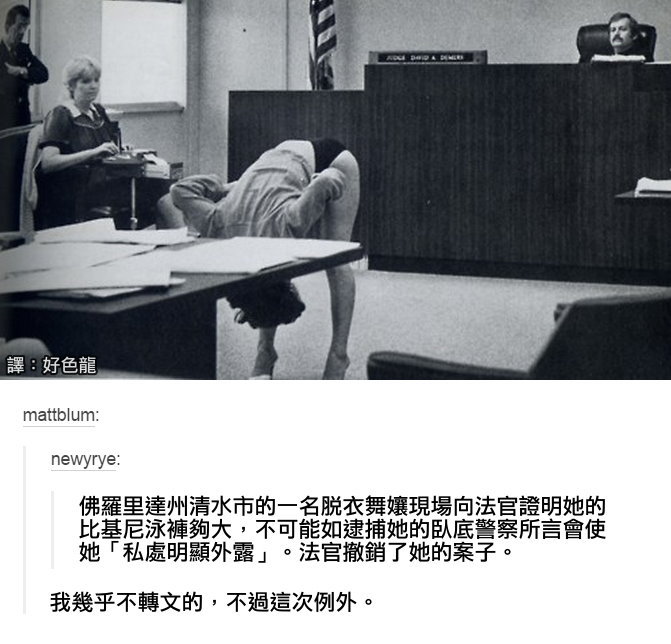 JUDGE DAVID A. DEMERS
譯：好色龍
mattblum:
newyrye:
佛羅里達州清水市的一名脫衣舞孃現場向法官證明她的
比基尼泳褲夠大，不可能如逮捕她的臥底警察所言會使
她「私處明顯外露」。法官撤銷了她的案子。
我幾乎不轉文的，不過這次例外。